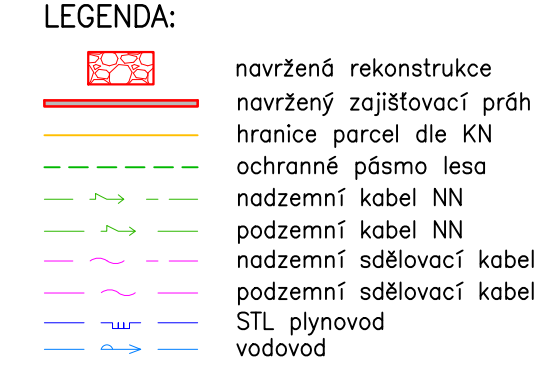 LEGENDA:
navržená rekonstrukce
navržený zajišťovací práh
hranice parcel dle KN
ochranné pásmo lesa
nadzemní kabel NN
podzemní kabel NN
nadzemní sdělovací kabel
podzemní sdělovací kabel
STL plynovod
vodovod